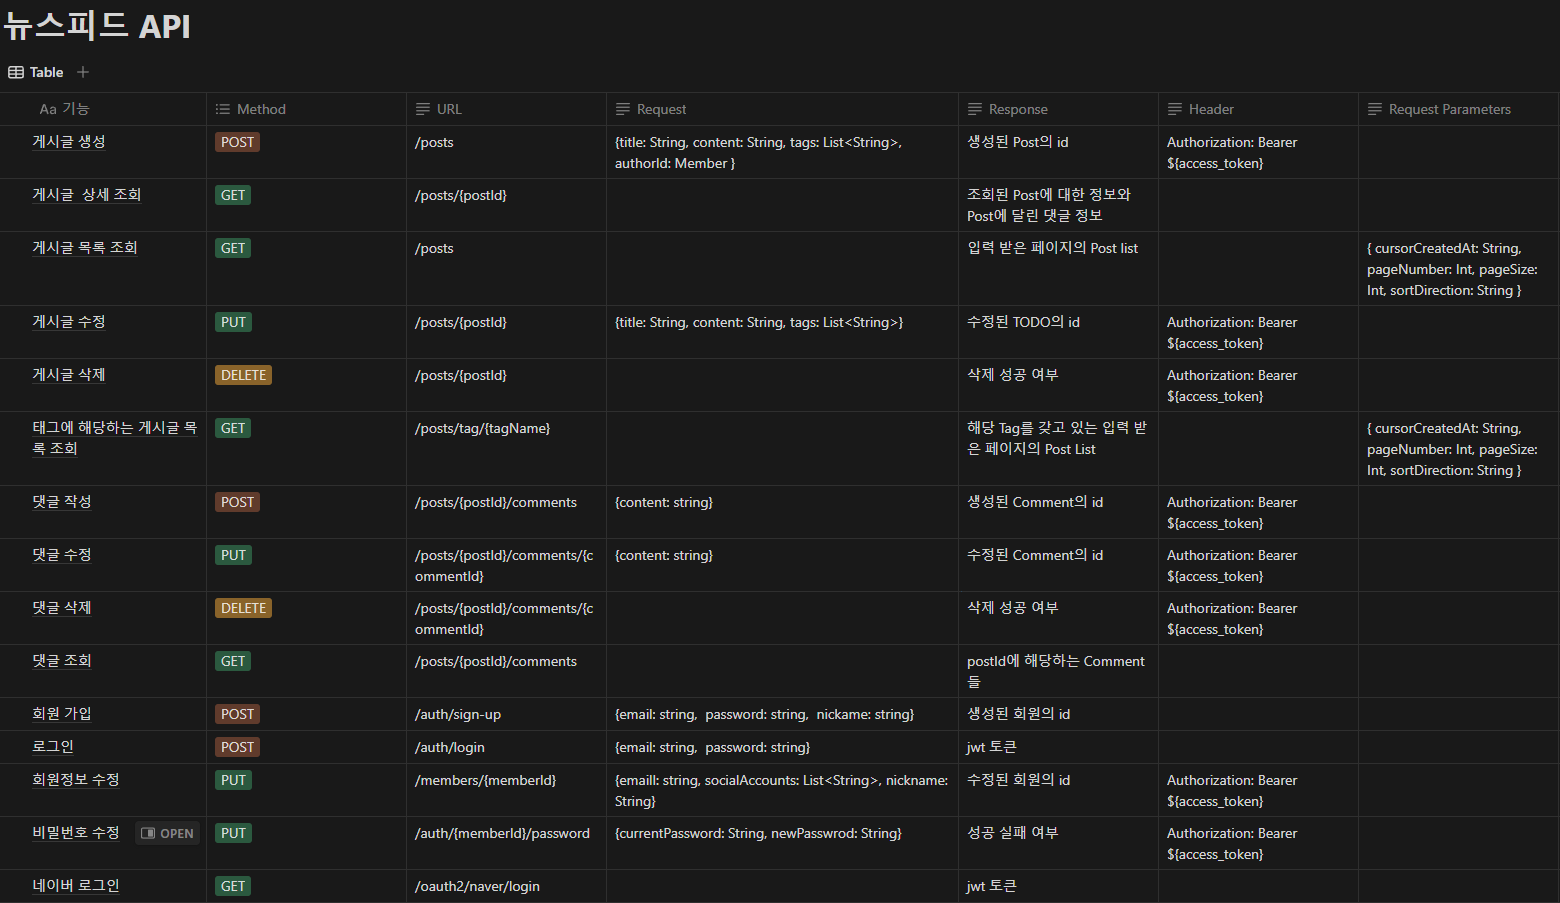 뉴스피드 API
Table
Aa 기능 Method URL Request Response Header Request Parameters
게시글 생성 POST /posts {title: String, content: String, tags: List<String>, 생성된 Post의 id Authorization: Bearer
authorId: Member } ${access_token}
게시글 상세 조회 GET /posts/{postId} 조회된 Post에 대한 정보와
Post에 달린 댓글 정보
게시글 목록 조회 GET /posts 입력 받은 페이지의 Post list { cursorCreatedAt: String,
pageNumber: Int, pageSize:
Int, sortDirection: String }
게시글 수정 PUT /posts/{postId} {title: String, content: String, tags: List<String>} 수정된 TODO의 id Authorization: Bearer
${access_token}
게시글 삭제 DELETE /posts/{postId} 삭제 성공 여부 Authorization: Bearer
${access_token}
태그에 해당하는 게시글 목 GET /posts/tag/{tagName} 해당 Tag를 갖고 있는 입력 받 { cursorCreatedAt: String,
록 조회 은 페이지의 Post List pageNumber: Int, pageSize:
Int, sortDirection: String }
댓글 작성 POST /posts/{postId}/comments {content: string} 생성된 Comment의 id Authorization: Bearer
${access_token}
댓글 수정 PUT /posts/{postId}/comments/{c {content: string} 수정된 Comment의 id Authorization: Bearer
ommentId} ${access_token}
댓글 삭제 DELETE /posts/{postId}/comments/{c 삭제 성공 여부 Authorization: Bearer
ommentId} ${access_token}
댓글 조회 GET /posts/{postId}/comments postId에 해당하는 Comment
들
회원 가입 POST /auth/sign-up {email: string, password: string, nickame: string} 생성된 회원의 id
로그인 POST /auth/login {email: string, password: string} jwt 토큰
회원정보 수정 PUT /members/{memberId} {emaill: string, socialAccounts: List<String>, nickname: 수정된 회원의 id Authorization: Bearer
String} ${access_token}
비밀번호 수정 OPEN PUT /auth/{memberId}/password {currentPassword: String, newPasswrod: String} 성공 실패 여부 Authorization: Bearer
${access_token}
네이버 로그인 GET /oauth2/naver/login jwt 토큰